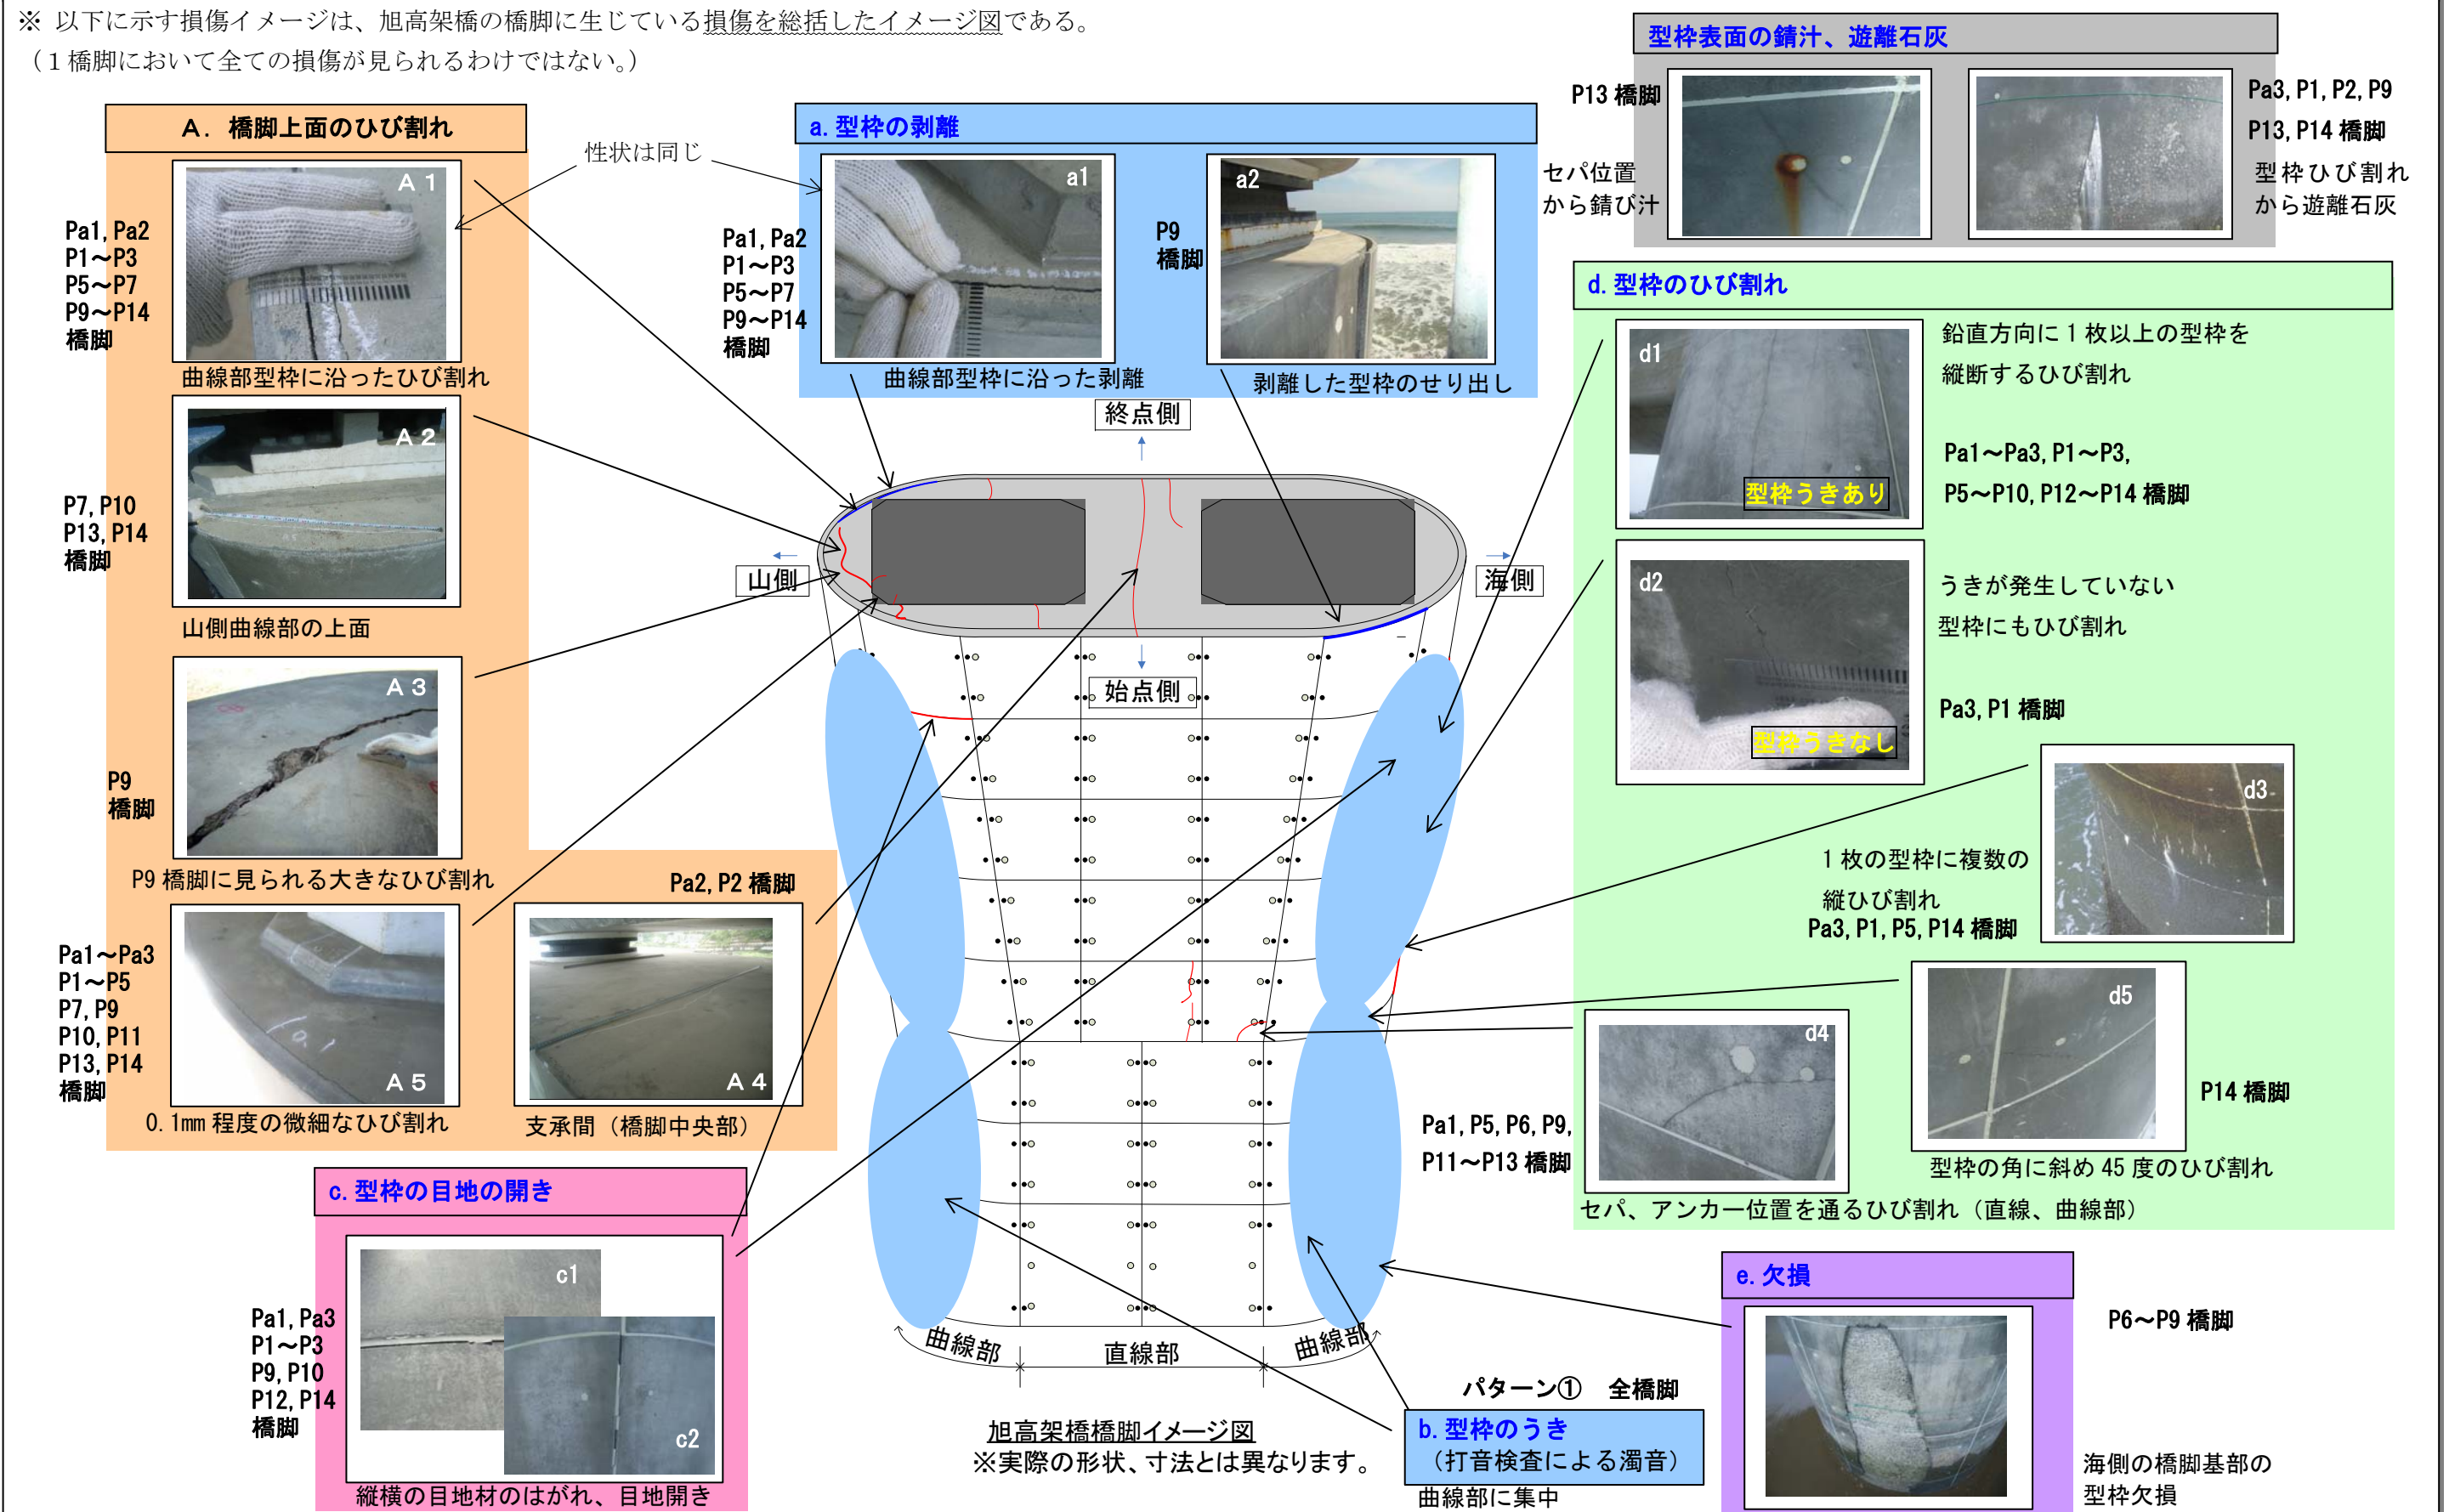 ※ 以下に示す損傷イメージは、旭高架橋の橋脚に生じている損傷を総括したイメージ図である。
（１橋脚において全ての損傷が見られるわけではない。）
A. 橋脚上面のひび割れ
A１
Pa1, Pa2
P1～P3
P5～P7
P9～P14
橋脚
曲線部型枠に沿ったひび割れ
A２
P7, P10
P13, P14
橋脚
山側曲線部の上面
A３
P9
橋脚
P9 橋脚に見られる大きなひび割れ
Pa1～Pa3
P1～P5
P7, P9
P10, P11
P13, P14
橋脚
A５
0.1mm 程度の微細なひび割れ
Pa2, P2 橋脚
A４
支承間（橋脚中央部）
性状は同じ
a. 型枠の剥離
a1
Pa1, Pa2
P1～P3
P5～P7
P9～P14
橋脚
曲線部型枠に沿った剥離
a2
P9
橋脚
剥離した型枠のせり出し
型枠表面の錆汁、遊離石灰
P13 橋脚
セパ位置
から錆び汁
Pa3, P1, P2, P9
P13, P14 橋脚
型枠ひび割れ
から遊離石灰
d. 型枠のひび割れ
d1
型枠うきあり
鉛直方向に１枚以上の型枠を
縦断するひび割れ
Pa1～Pa3, P1～P3,
P5～P10, P12～P14 橋脚
d2
型枠うきなし
うきが発生していない
型枠にもひび割れ
Pa3, P1 橋脚
d3
１枚の型枠に複数の
縦ひび割れ
Pa3, P1, P5, P14 橋脚
d5
P14 橋脚
型枠の角に斜め 45 度のひび割れ
d4
Pa1, P5, P6, P9,
P11～P13 橋脚
セパ、アンカー位置を通るひび割れ（直線、曲線部）
終点側
山側
海側
始点側
曲線部
直線部
曲線部
旭高架橋橋脚イメージ図
※実際の形状、寸法とは異なります。
c. 型枠の目地の開き
c1
c2
Pa1, Pa3
P1～P3
P9, P10
P12, P14
橋脚
縦横の目地材のはがれ、目地開き
パターン①　全橋脚
b. 型枠のうき
（打音検査による濁音）
曲線部に集中
e. 欠損
P6～P9 橋脚
海側の橋脚基部の
型枠欠損